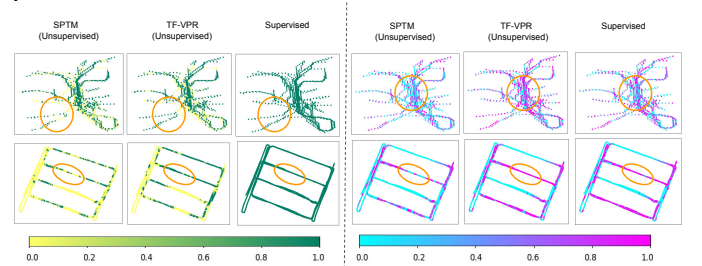 SPTM
(Unsupervised)
TF-VPR
(Unsupervised)
Supervised
SPTM
(Unsupervised)
TF-VPR
(Unsupervised)
Supervised
0.0 0.2 0.4 0.6 0.8 1.0
0.0 0.2 0.4 0.6 0.8 1.0